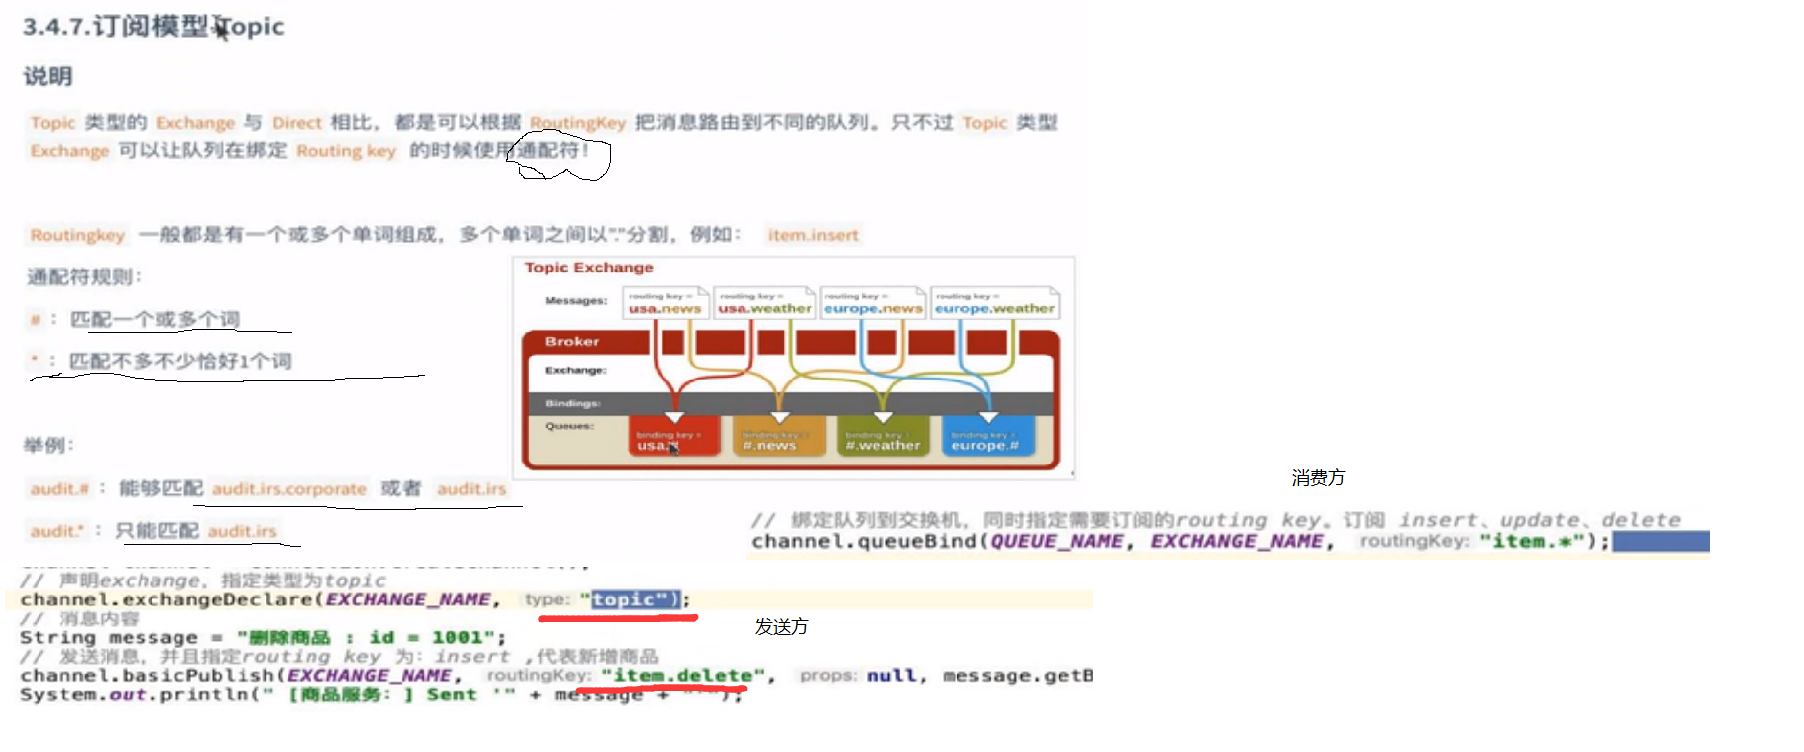 3.4.7.订阅模型-Topic
说明
Topic 类型的 Exchange 与 Direct 相比，都是可以根据 RoutingKey 把消息路由到不同的队列。只不过 Topic 类型
Exchange 可以让队列在绑定 Routing key 的时候使用通配符！
Routingkey 一般都是有一个或多个单词组成，多个单词之间以"."分割，例如： item.insert
通配符规则：
#：匹配一个或多个词
*：匹配不多不少恰好1个词
举例：
audit.#：能够匹配 audit.irs.corporate 或者 audit.irs
audit.*：只能匹配 audit.irs
Topic Exchange
Messages:
routing key = usa.news
routing key = usa.weather
routing key = europe.news
routing key = europe.weather
Broker
Exchange:
Bindings:
Queues:
binding key = usa.#
binding key = #.news
binding key = #.weather
binding key = europe.#
消费方
// 绑定队列到交换机，同时指定需要订阅的routing key。订阅 insert、update、delete
channel.queueBind(QUEUE_NAME, EXCHANGE_NAME, routingKey: "item.*");
// 声明exchange，指定类型为topic
channel.exchangeDeclare(EXCHANGE_NAME, type: "topic");
// 消息内容
发送方
String message = "删除商品 : id = 1001";
// 发送消息，并且指定routing key 为：insert ,代表新增商品
channel.basicPublish(EXCHANGE_NAME, routingKey: "item.delete", props: null, message.getB
System.out.println(" [商品服务：] Sent '" + message + "'");